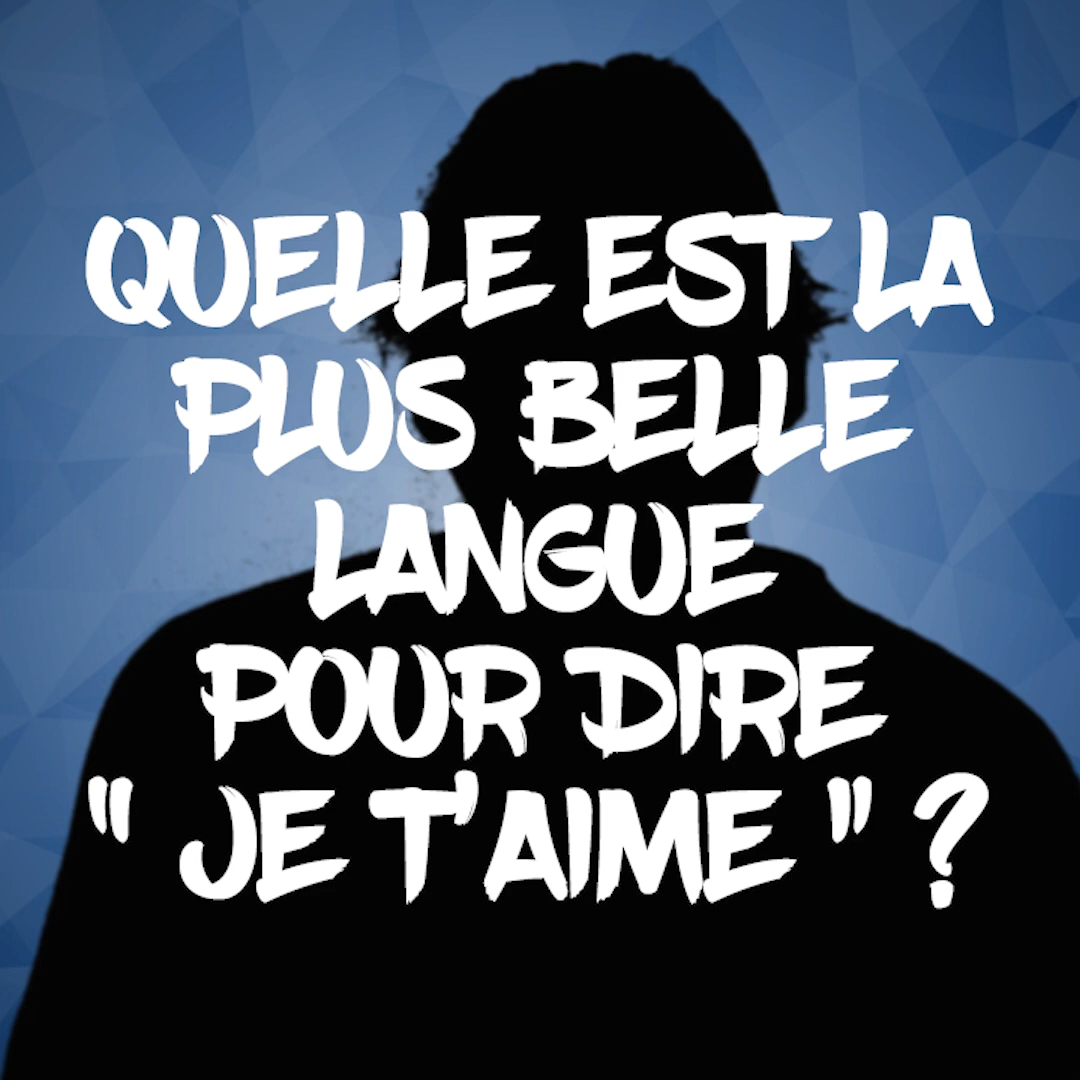 QUELLE EST LA
PLUS BELLE
LANGUE
POUR DIRE
" JE T'AIME " ?